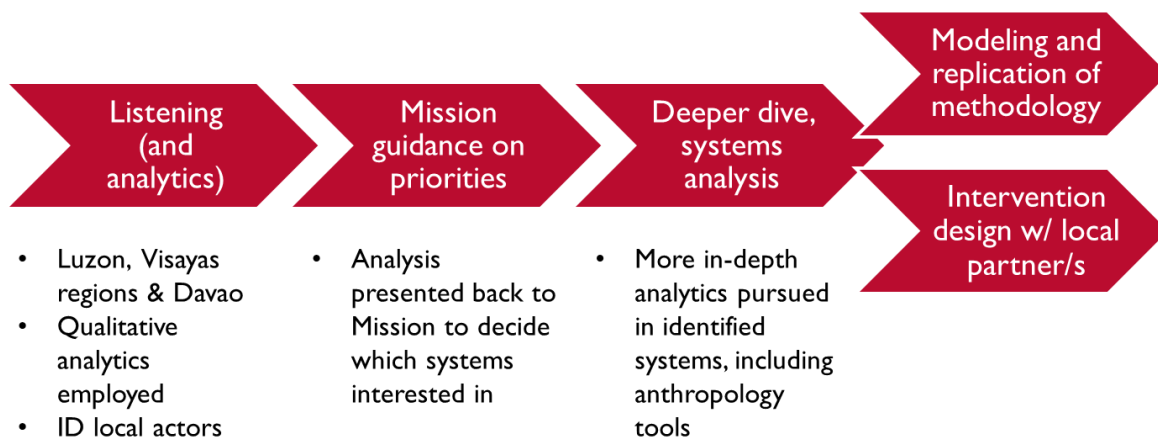 Listening
(and
analytics)
Mission
guidance on
priorities
Deeper dive,
systems
analysis
Modeling and
replication of
methodology
Intervention
design w/ local
partner/s
• Luzon, Visayas
regions & Davao
• Qualitative
analytics
employed
• ID local actors
• Analysis
presented back to
Mission to decide
which systems
interested in
• More in-depth
analytics pursued
in identified
systems, including
anthropology
tools